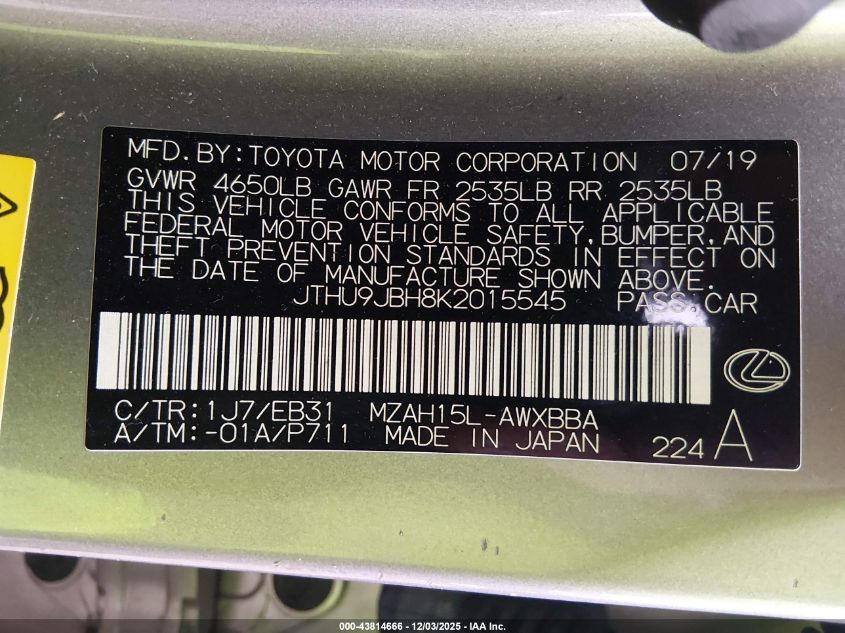 MFD.BY:TOYOTA MOTOR CORPORATION 07/19
GVWR 4650LB GAWR FR 2535LB RR 2535LB
THIS VEHICLE CONFORMS TO ALL APPLICABLE
FEDERAL MOTOR VEHICLE SAFETY,BUMPER,AND
THEFT PREVENTION STANDARDS IN EFFECT ON
THE DATE OF MANUFACTURE SHOWN ABOVE.
JTHU9JBH8K2015545 PASS.CAR
C/TR:1J7/EB31 MZAH15L-AWXBBA
A/TM:-01A/P711 MADE IN JAPAN 224 A
000-43814666 - 12/03/2025 - IAA Inc.